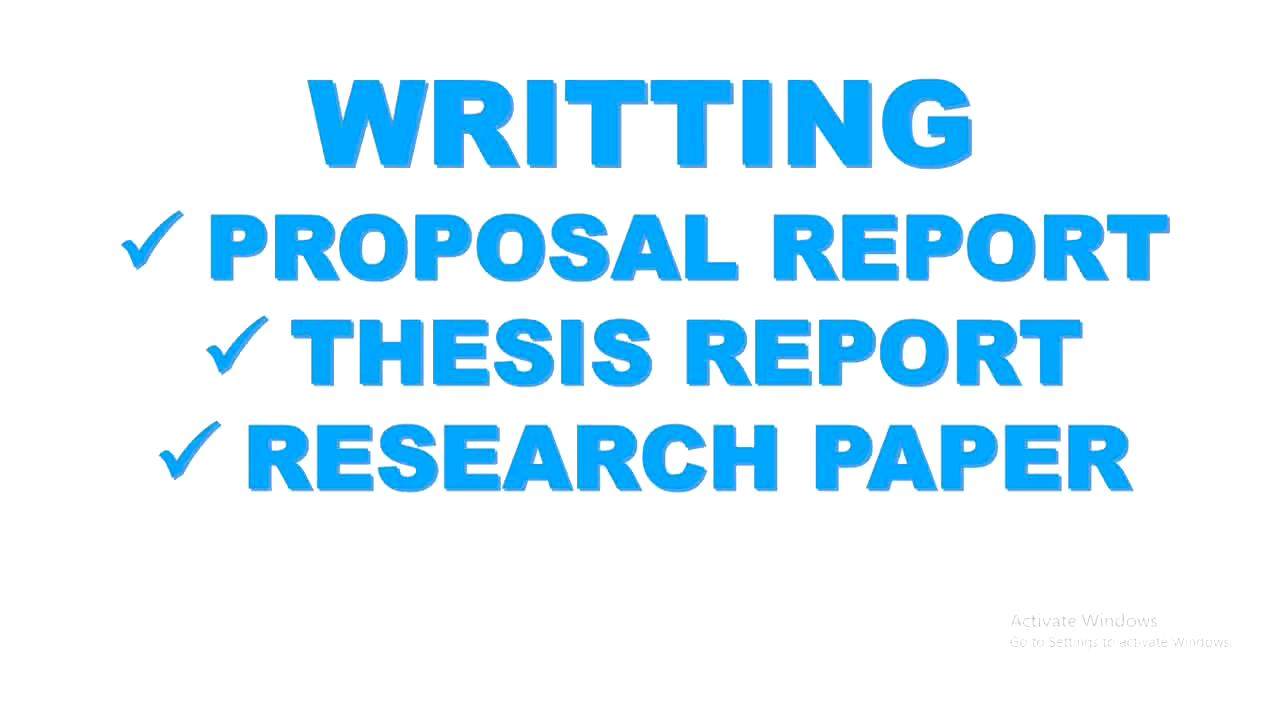 WRITTING
✓ PROPOSAL REPORT
✓ THESIS REPORT
✓ RESEARCH PAPER
Activate Windows
Go to Settings to activate Windows.